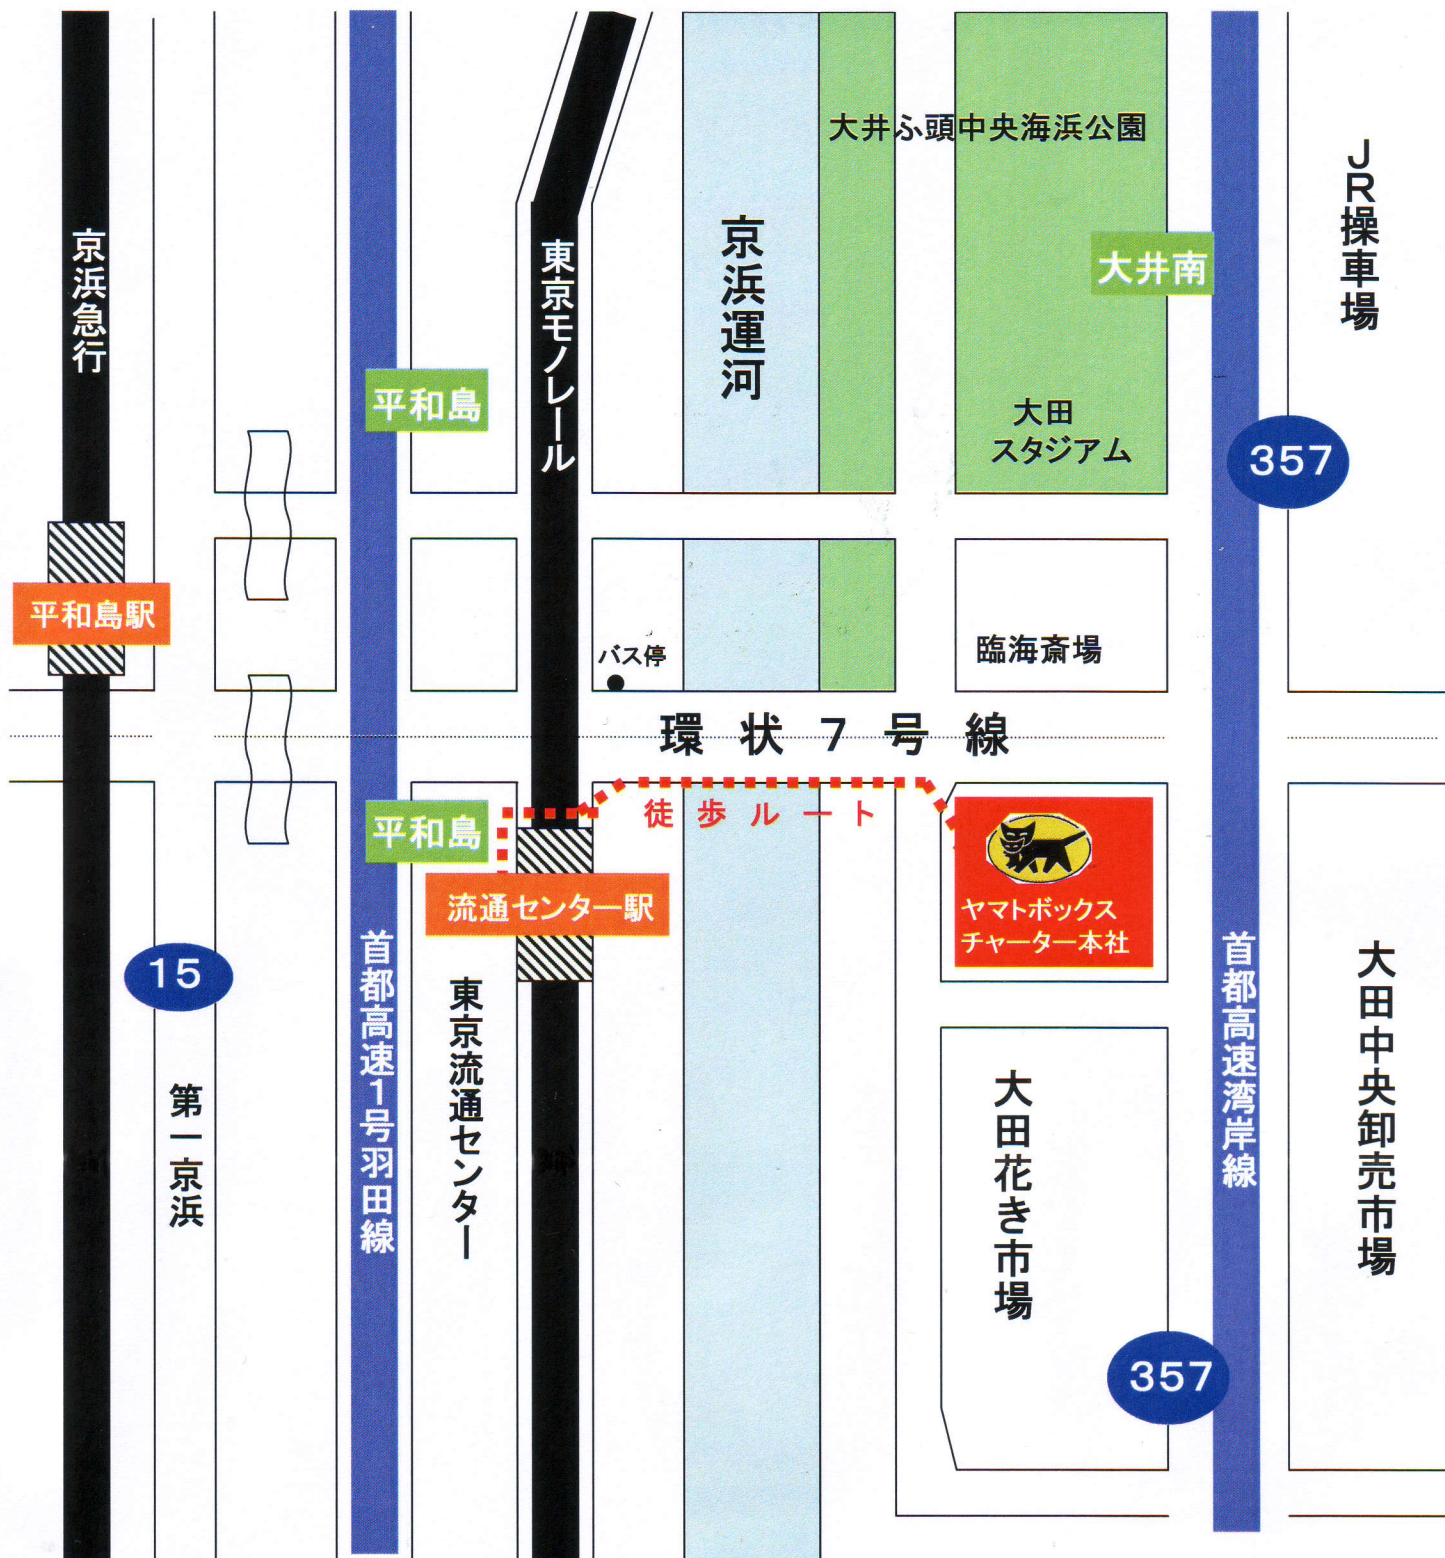 大井ふ頭中央海浜公園
JR操車場
京浜運河
京浜急行
東京モノレール
大井南
平和島
大田
スタジアム
357
平和島駅
バス停
臨海斎場
環状7号線
徒歩ルート
平和島
流通センター駅
ヤマトボックス
チャーター本社
15
首都高速1号羽田線
東京流通センター
首都高速湾岸線
大田中央卸売市場
第一京浜
大田花き市場
357